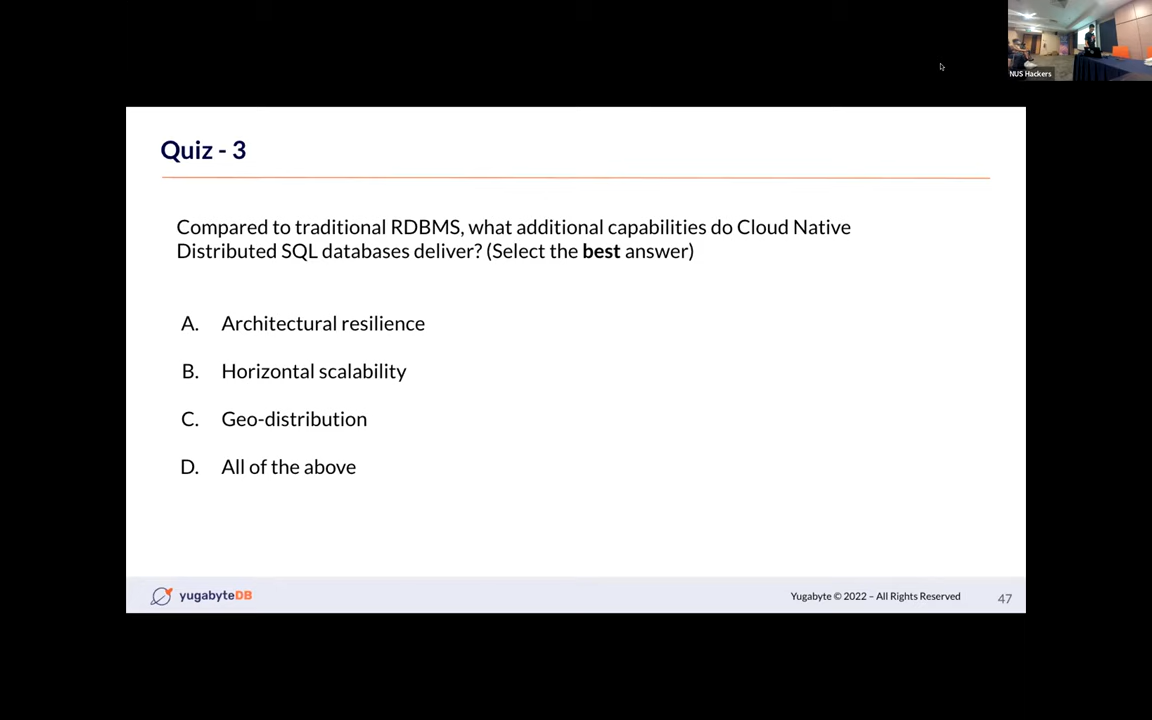 NUS Hackers
Quiz - 3
Compared to traditional RDBMS, what additional capabilities do Cloud Native
Distributed SQL databases deliver? (Select the best answer)
A. Architectural resilience
B. Horizontal scalability
C. Geo-distribution
D. All of the above
yugabyteDB
Yugabyte © 2022 – All Rights Reserved
47